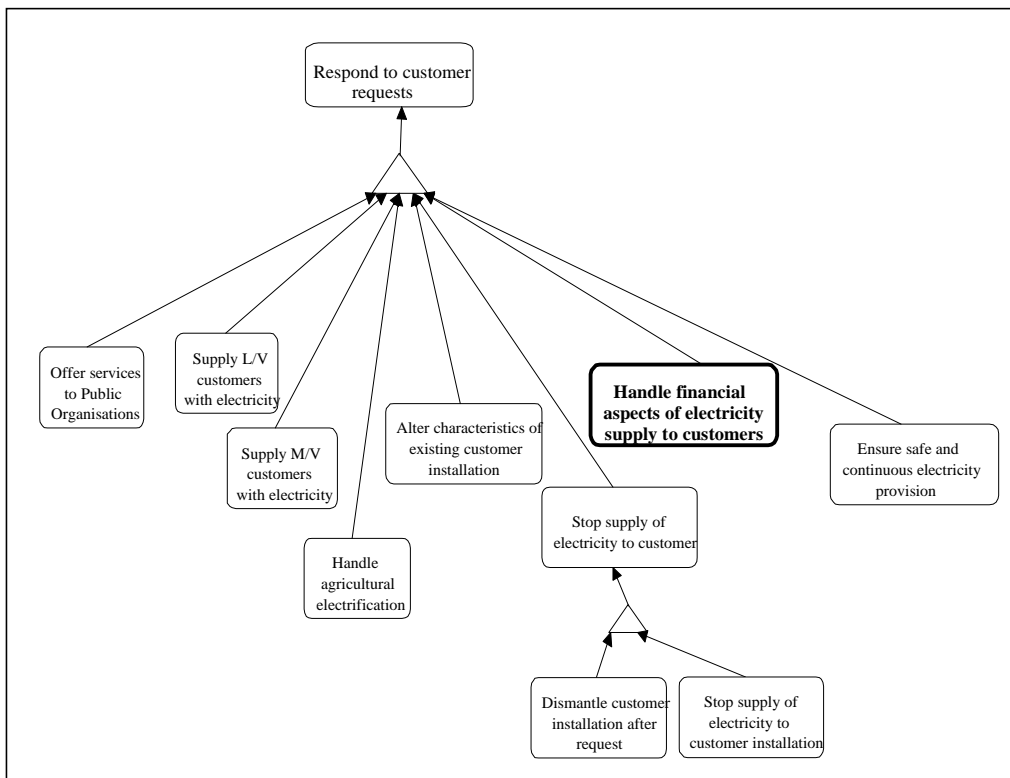 Respond to customer
requests
Offer services
to Public
Organisations
Supply L/V
customers
with electricity
Supply M/V
customers
with electricity
Handle
agricultural
electrification
Alter characteristics of
existing customer
installation
Stop supply of
electricity to customer
Handle financial
aspects of electricity
supply to customers
Ensure safe and
continuous electricity
provision
Dismantle customer
installation after
request
Stop supply of
electricity to
customer installation